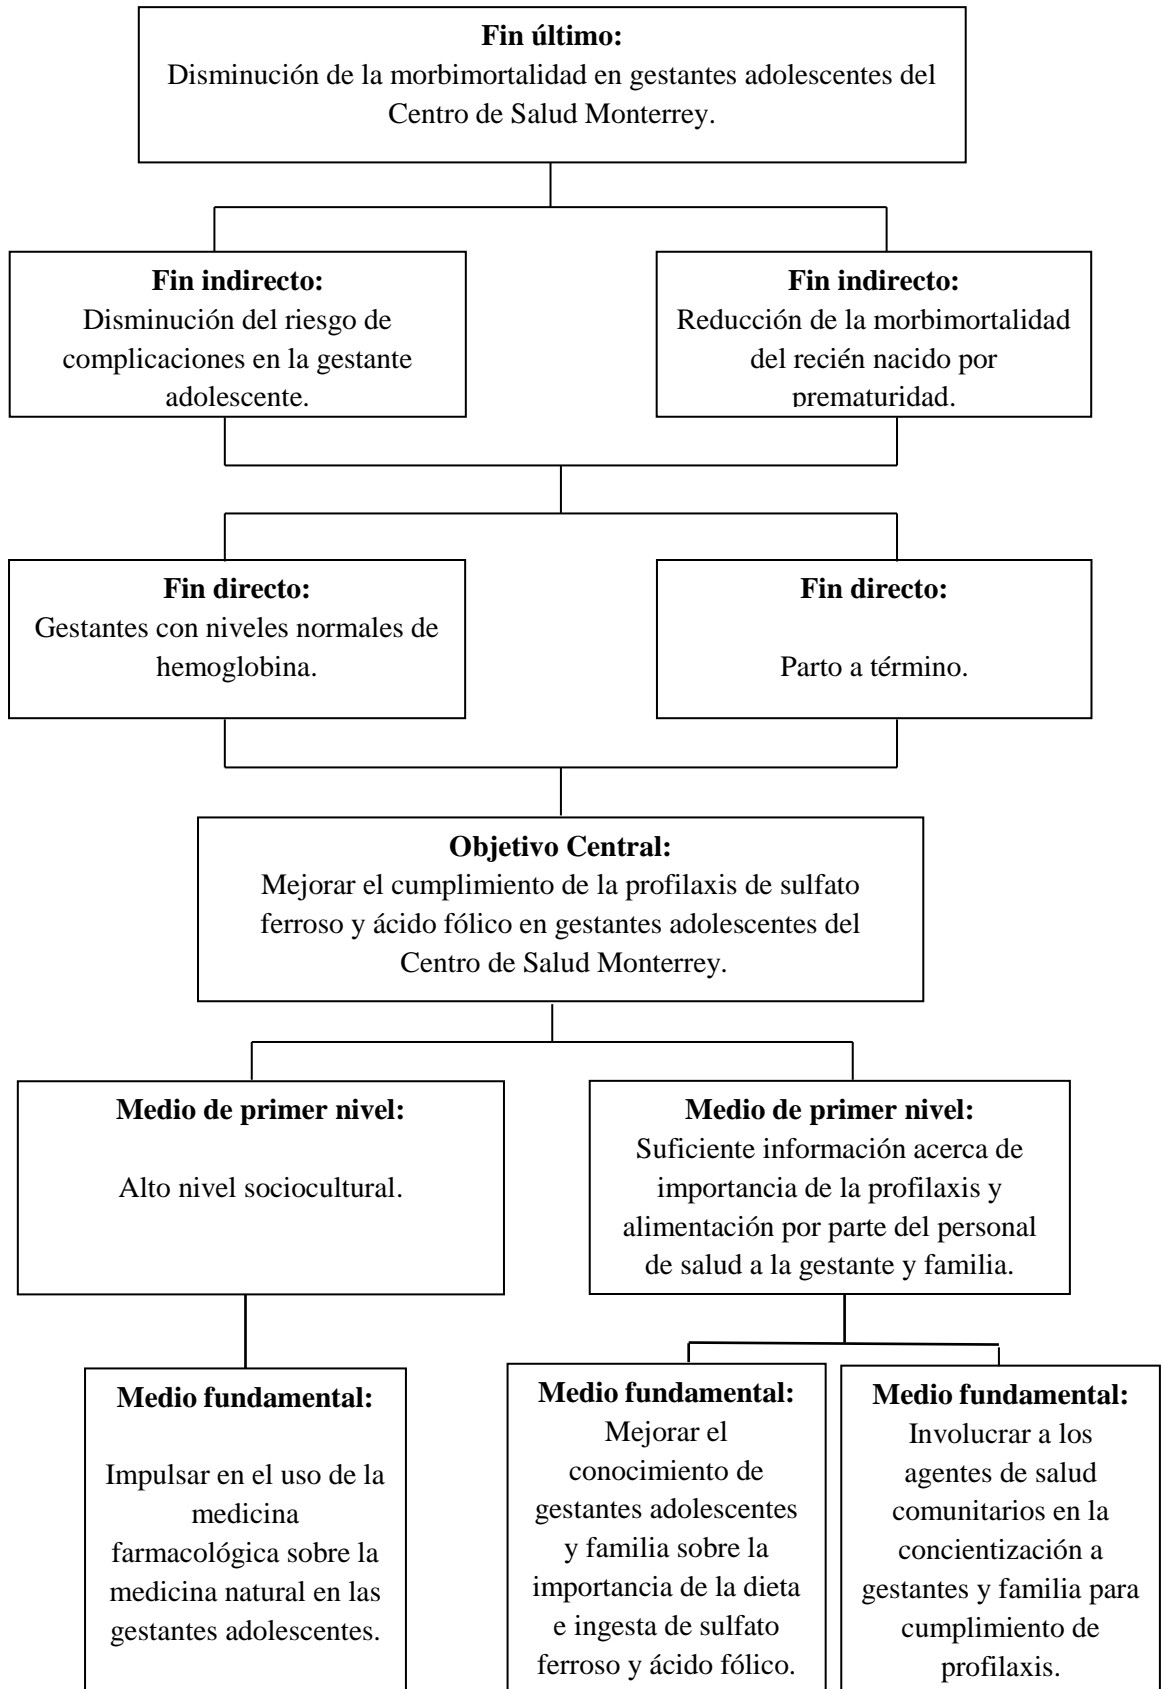 Fin último:
Disminución de la morbimortalidad en gestantes adolescentes del
Centro de Salud Monterrey.
Fin indirecto:
Disminución del riesgo de
complicaciones en la gestante
adolescente.
Fin indirecto:
Reducción de la morbimortalidad
del recién nacido por
prematuridad.
Fin directo:
Gestantes con niveles normales de
hemoglobina.
Fin directo:
Parto a término.
Objetivo Central:
Mejorar el cumplimiento de la profilaxis de sulfato
ferroso y ácido fólico en gestantes adolescentes del
Centro de Salud Monterrey.
Medio de primer nivel:
Alto nivel sociocultural.
Medio de primer nivel:
Suficiente información acerca de
importancia de la profilaxis y
alimentación por parte del personal
de salud a la gestante y familia.
Medio fundamental:
Impulsar en el uso de la
medicina
farmacológica sobre la
medicina natural en las
gestantes adolescentes.
Medio fundamental:
Mejorar el
conocimiento de
gestantes adolescentes
y familia sobre la
importancia de la dieta
e ingesta de sulfato
ferroso y ácido fólico.
Medio fundamental:
Involucrar a los
agentes de salud
comunitarios en la
concientización a
gestantes y familia para
cumplimiento de
profilaxis.